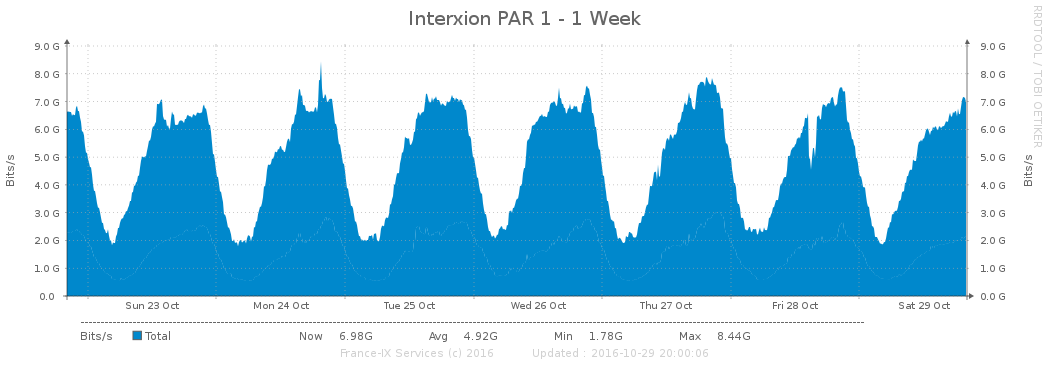 Interxion PAR 1 - 1 Week
RRDTOOL / TOBI OETIKER
Bits/s
Bits/s
9.0 G 9.0 G
8.0 G 8.0 G
7.0 G 7.0 G
6.0 G 6.0 G
5.0 G 5.0 G
4.0 G 4.0 G
3.0 G 3.0 G
2.0 G 2.0 G
1.0 G 1.0 G
0.0 0.0 G
Sun 23 Oct Mon 24 Oct Tue 25 Oct Wed 26 Oct Thu 27 Oct Fri 28 Oct Sat 29 Oct
Bits/s Total Now 6.98G Avg 4.92G Min 1.78G Max 8.44G
France-IX Services (c) 2016 Updated : 2016-10-29 20:00:06